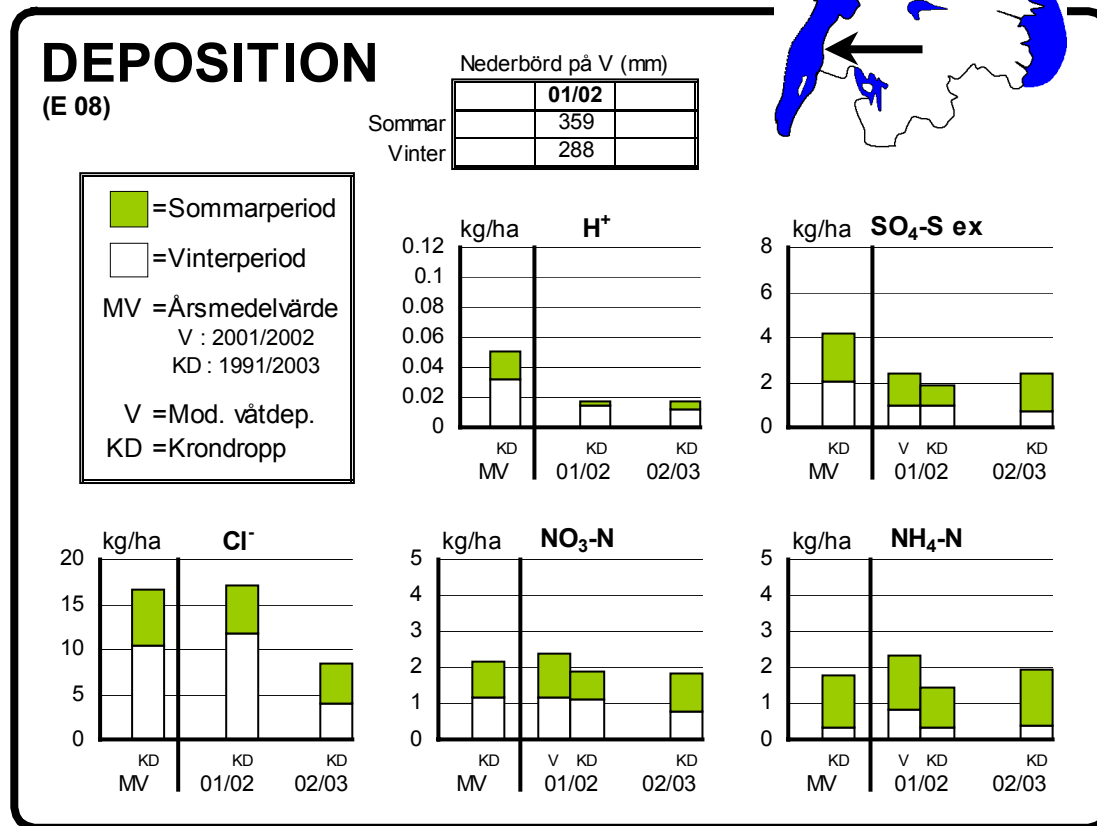 DEPOSITION
(E 08)
Nederbörd på V (mm)
01/02
Sommar 359
Vinter 288
=Sommarperiod
=Vinterperiod
MV =Årsmedelvärde
V : 2001/2002
KD : 1991/2003
V =Mod. våtdep.
KD =Krondropp
kg/ha H⁺
0.12
0.1
0.08
0.06
0.04
0.02
0
KD KD KD
MV 01/02 02/03
kg/ha SO₄-S ex
8
6
4
2
0
KD V KD KD
MV 01/02 02/03
kg/ha Cl⁻
20
15
10
5
0
KD KD KD
MV 01/02 02/03
kg/ha NO₃-N
5
4
3
2
1
0
KD V KD KD
MV 01/02 02/03
kg/ha NH₄-N
5
4
3
2
1
0
KD V KD KD
MV 01/02 02/03